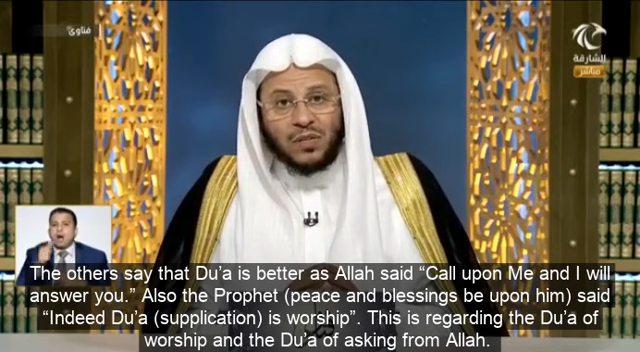 فتاوى
الشارقة
مباشر
The others say that Du'a is better as Allah said “Call upon Me and I will
answer you.” Also the Prophet (peace and blessings be upon him) said
“Indeed Du'a (supplication) is worship”. This is regarding the Du'a of
worship and the Du'a of asking from Allah.